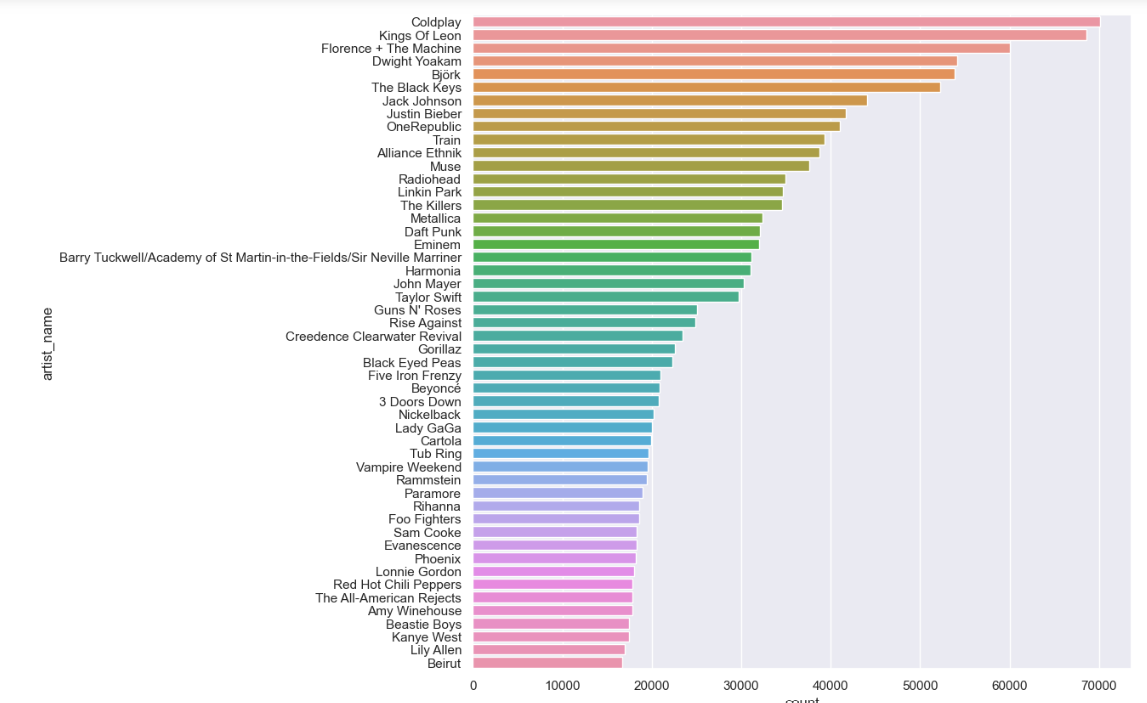 Coldplay
Kings Of Leon
Florence + The Machine
Dwight Yoakam
Björk
The Black Keys
Jack Johnson
Justin Bieber
OneRepublic
Train
Alliance Ethnik
Muse
Radiohead
Linkin Park
The Killers
Metallica
Daft Punk
Eminem
Barry Tuckwell/Academy of St Martin-in-the-Fields/Sir Neville Marriner
Harmonia
John Mayer
Taylor Swift
Guns N' Roses
Rise Against
Creedence Clearwater Revival
Gorillaz
Black Eyed Peas
Five Iron Frenzy
Beyoncé
3 Doors Down
Nickelback
Lady GaGa
Cartola
Tub Ring
Vampire Weekend
Rammstein
Paramore
Rihanna
Foo Fighters
Sam Cooke
Evanescence
Phoenix
Lonnie Gordon
Red Hot Chili Peppers
The All-American Rejects
Amy Winehouse
Beastie Boys
Kanye West
Lily Allen
Beirut
artist_name
0 10000 20000 30000 40000 50000 60000 70000
count